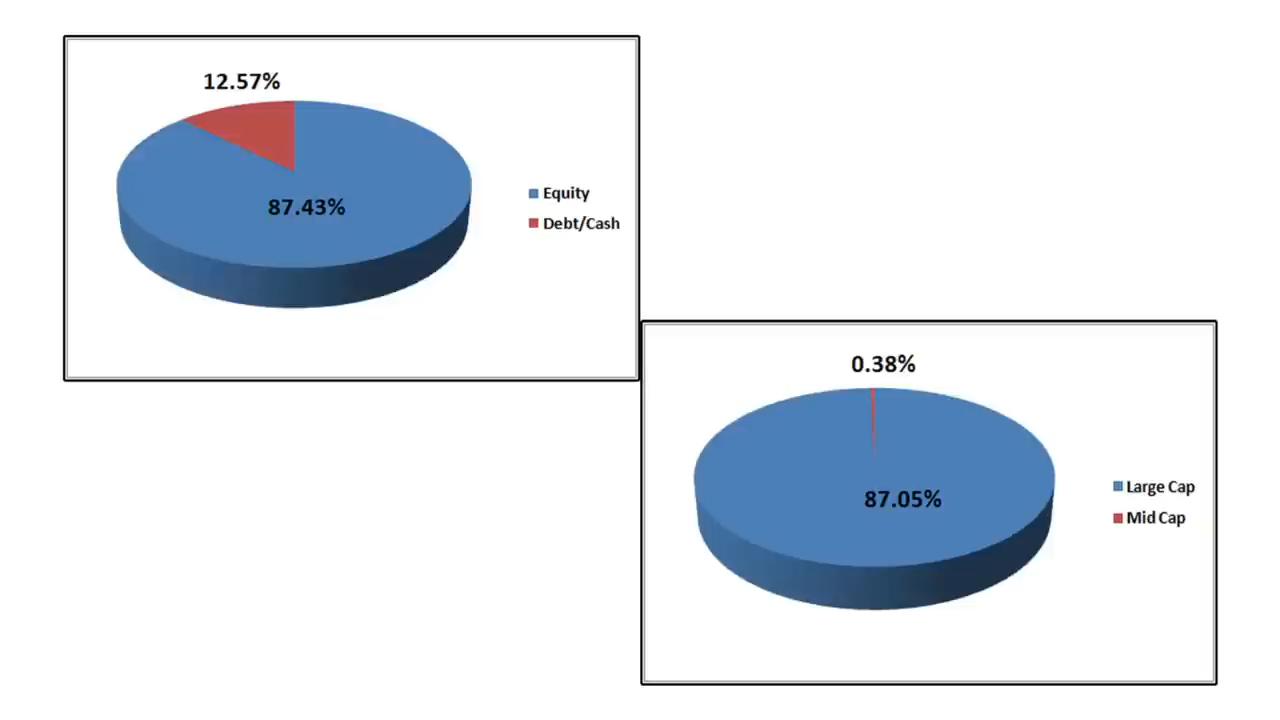 12.57%
87.43%
Equity
Debt/Cash
0.38%
87.05%
Large Cap
Mid Cap